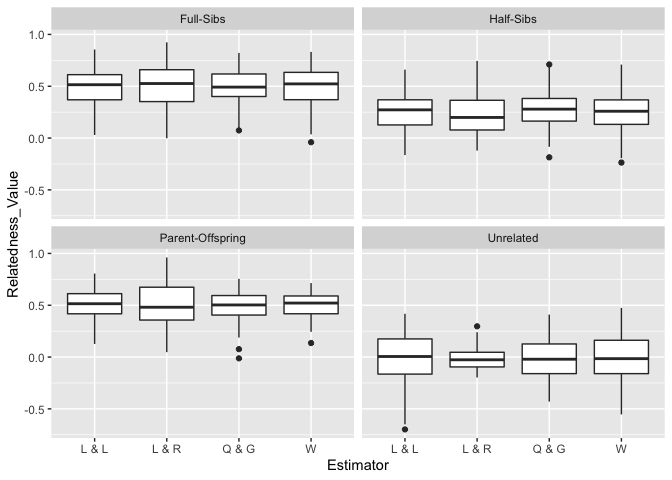 Full-Sibs
Half-Sibs
1.0
0.5
0.0
-0.5
Parent-Offspring
Unrelated
1.0
0.5
0.0
-0.5
Relatedness_Value
L & L
L & R
Q & G
W
L & L
L & R
Q & G
W
Estimator